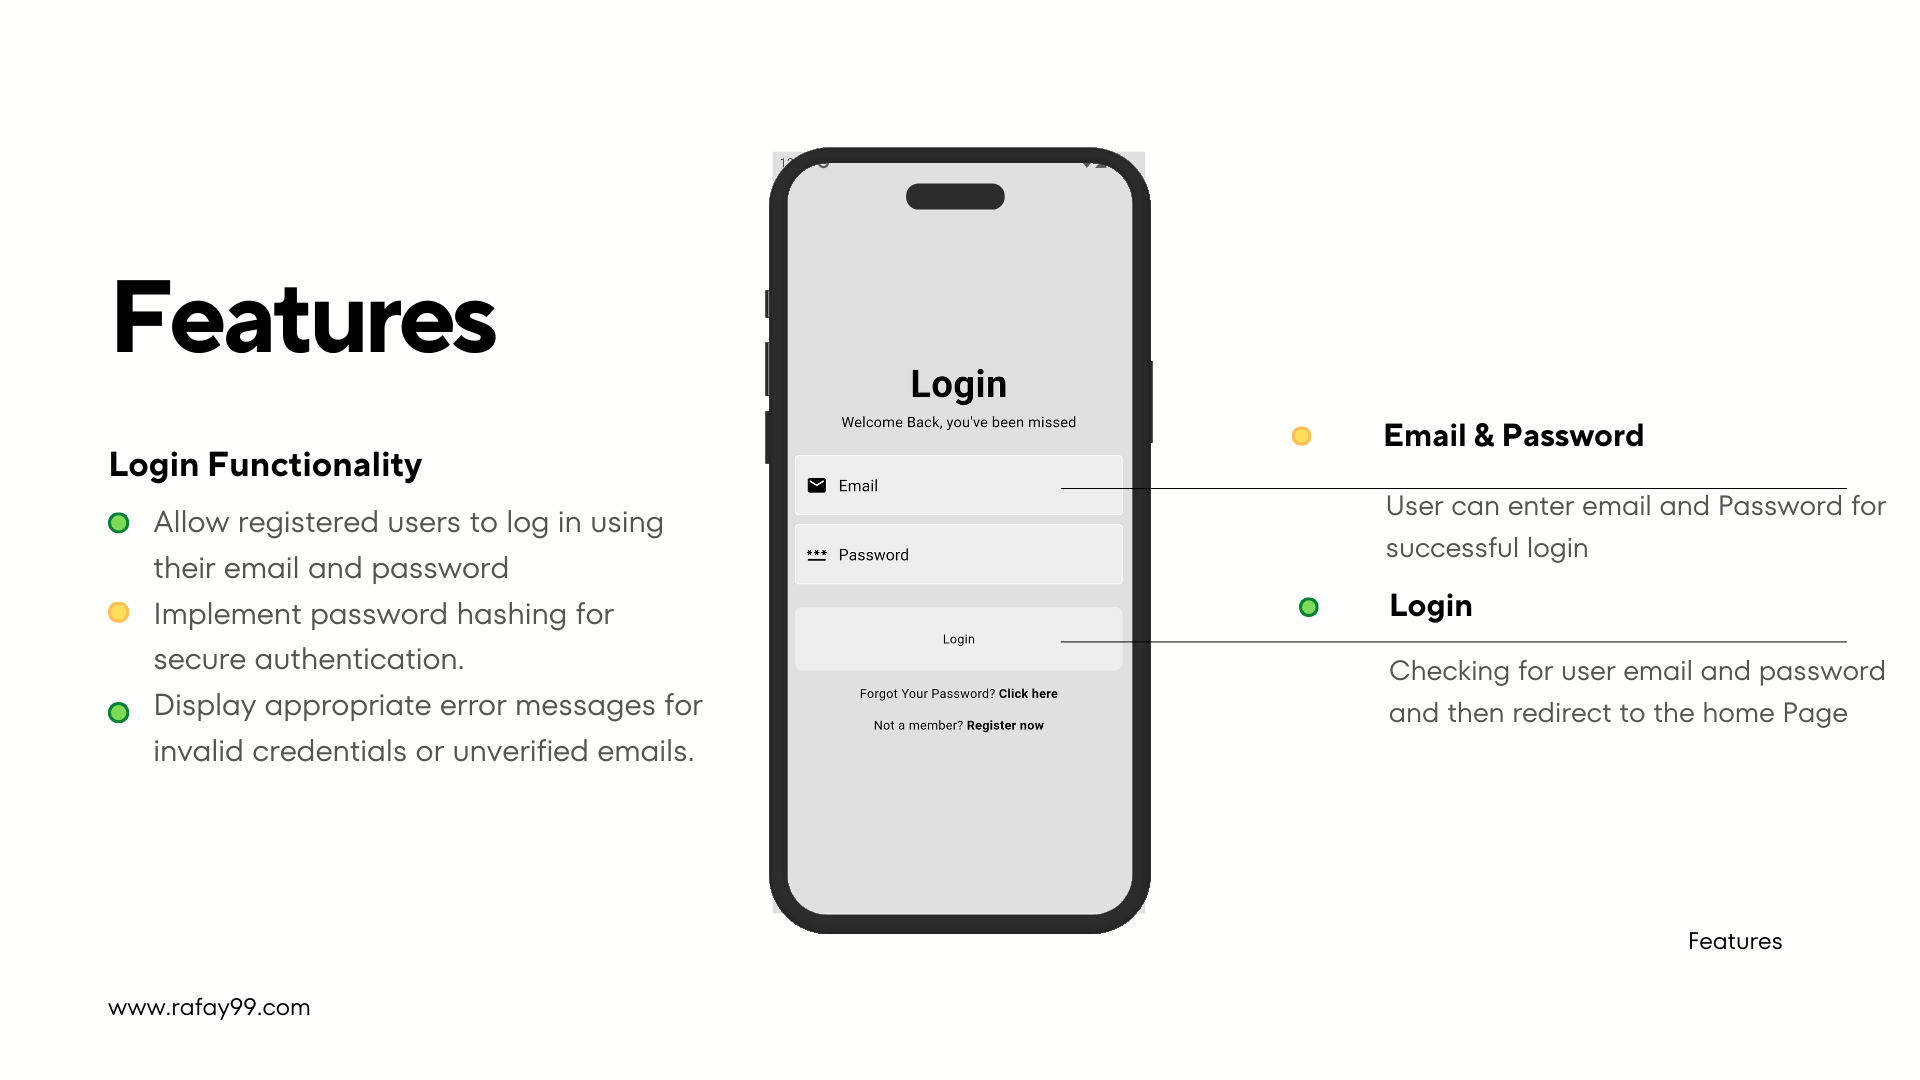 Features
Login Functionality
Allow registered users to log in using
their email and password
Implement password hashing for
secure authentication.
Display appropriate error messages for
invalid credentials or unverified emails.
Login
Welcome Back, you've been missed
Email
Password
Login
Forgot Your Password? Click here
Not a member? Register now
Email & Password
User can enter email and Password for
successful login
Login
Checking for user email and password
and then redirect to the home Page
Features
www.rafay99.com